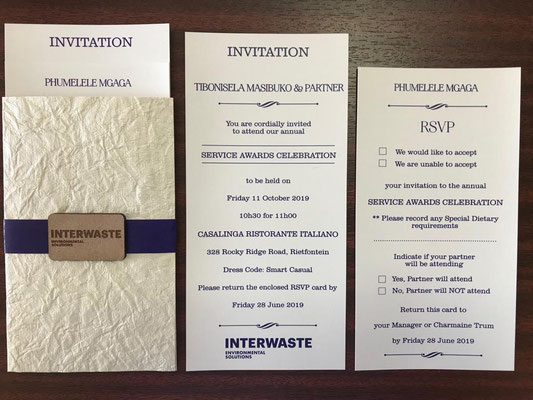 INVITATION
PHUMELELE MGAGA
INTERWASTE
ENVIRONMENTAL
SOLUTIONS
INVITATION
TIBONISELA MASIBUKO & PARTNER
You are cordially invited
to attend our annual
SERVICE AWARDS CELEBRATION
to be held on
Friday 11 October 2019
10h30 for 11h00
CASALINGA RISTORANTE ITALIANO
328 Rocky Ridge Road, Rietfontein
Dress Code: Smart Casual
Please return the enclosed RSVP card by
Friday 28 June 2019
INTERWASTE
ENVIRONMENTAL
SOLUTIONS
PHUMELELE MGAGA
RSVP
We would like to accept
We are unable to accept
your invitation to the annual
SERVICE AWARDS CELEBRATION
** Please record any Special Dietary
requirements
Indicate if your partner
will be attending
Yes, Partner will attend
No, Partner will NOT attend
Return this card to
your Manager or Charmaine Trum
by Friday 28 June 2019